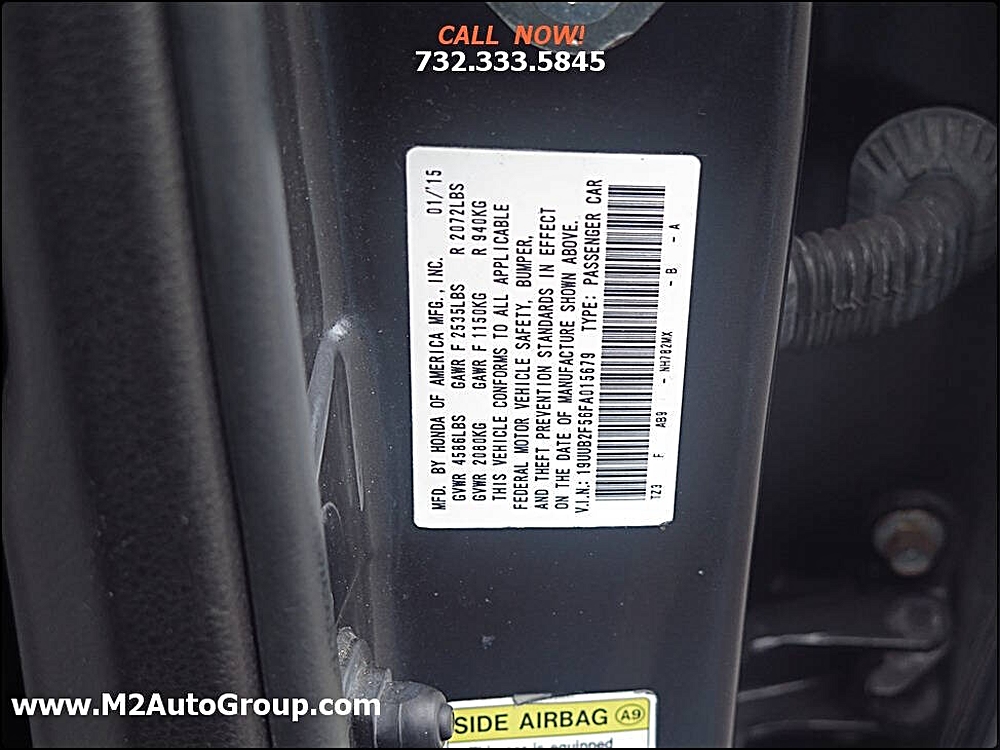 CALL NOW!
732.333.5845
MFD. BY HONDA OF AMERICA MFG., INC. 01/'15
GVWR 4586LBS GAWR F 2535LBS R 2072LBS
GVWR 2080KG GAWR F 1150KG R 940KG
THIS VEHICLE CONFORMS TO ALL APPLICABLE
FEDERAL MOTOR VEHICLE SAFETY, BUMPER,
AND THEFT PREVENTION STANDARDS IN EFFECT
ON THE DATE OF MANUFACTURE SHOWN ABOVE.
V.I.N.: 19UUB2F56FA015679 TYPE: PASSENGER CAR
TZ3 F AB9 - NH782MX - B - A
www.M2AutoGroup.com
SIDE AIRBAG A9
is equipped